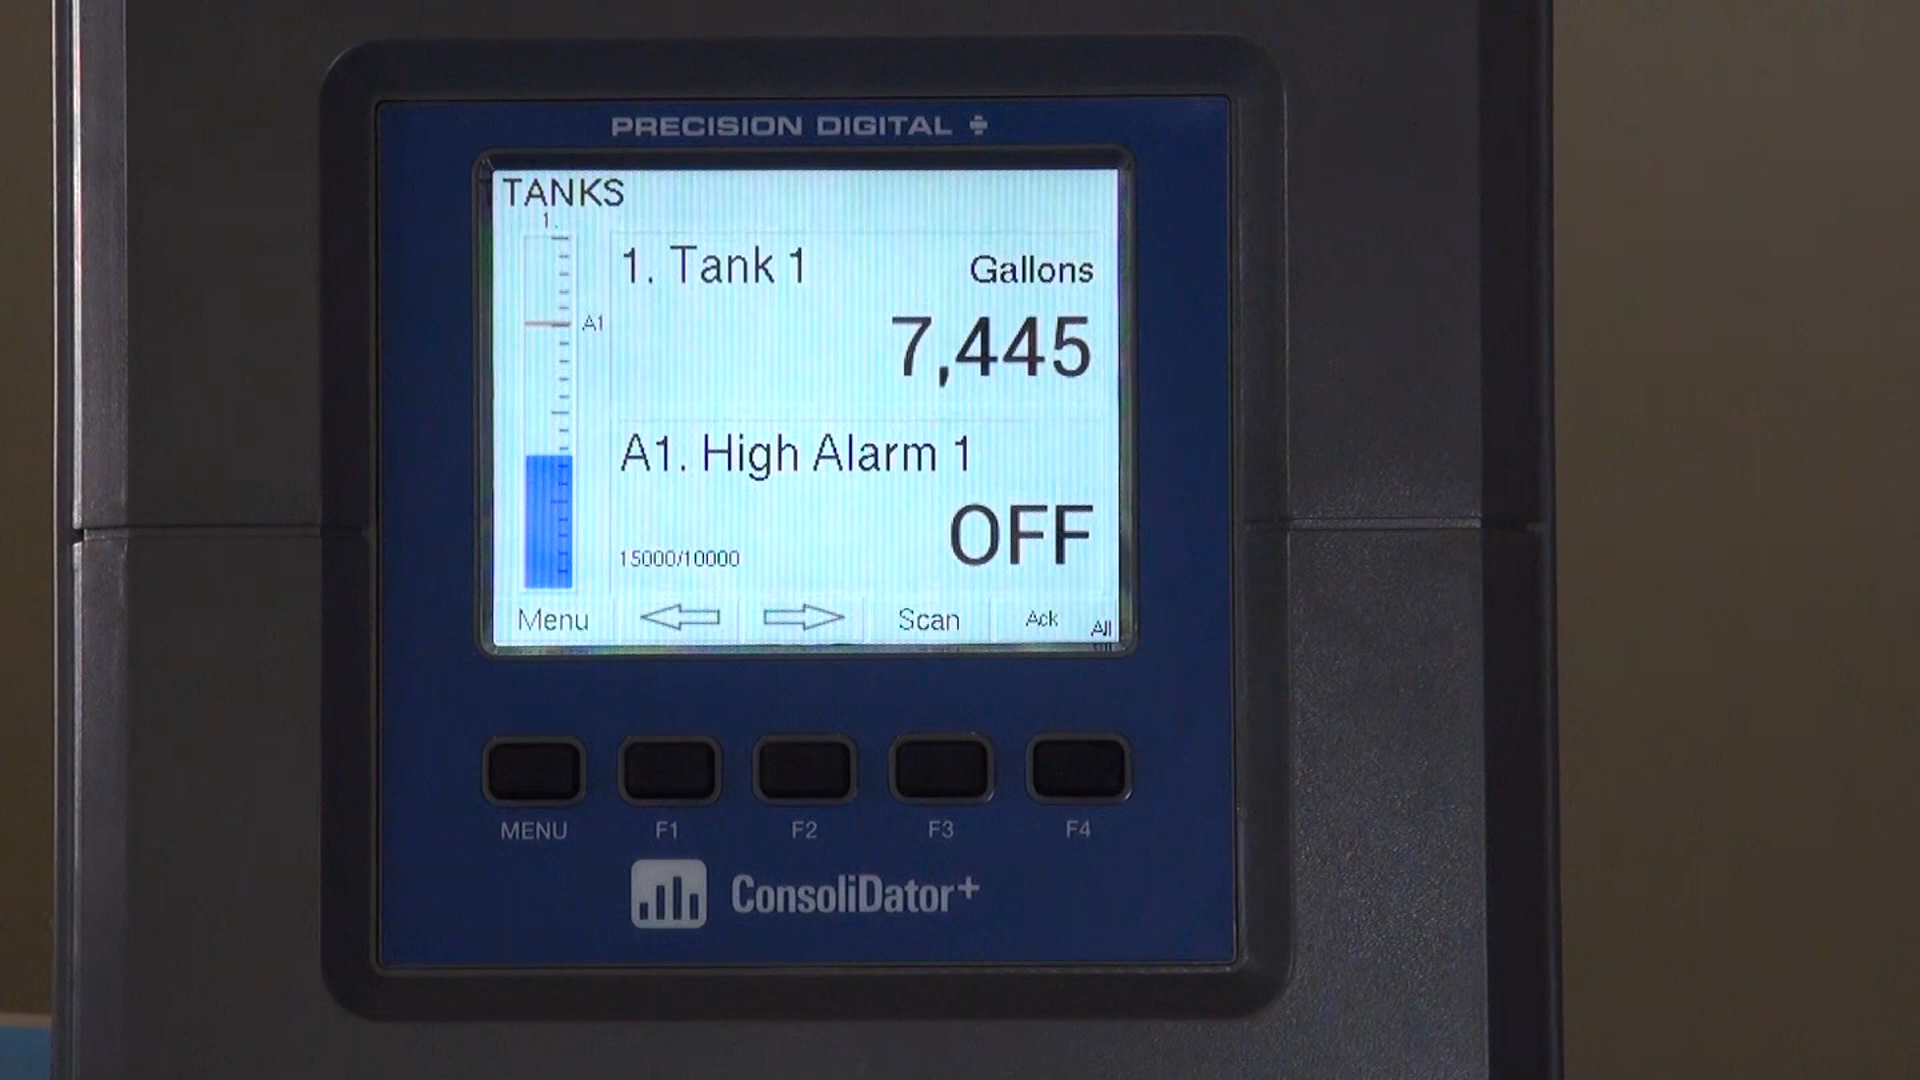 PRECISION DIGITAL
TANKS
1.
1. Tank 1
Gallons
A1
7,445
A1. High Alarm 1
OFF
15000/10000
Menu
Scan
Ack
All
MENU
F1
F2
F3
F4
ConsoliDator+